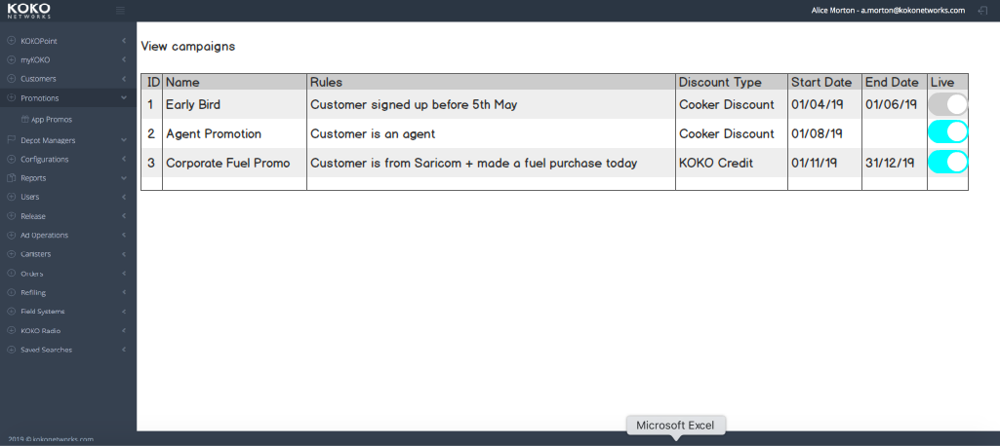 KOKO
NETWORKS
Alice Morton - a.morton@kokonetworks.com
KOKOPoint
myKOKO
Customers
Promotions
App Promos
Depot Managers
Configurations
Reports
Users
Release
Ad Operations
Canisters
Orders
Refilling
Field Systems
KOKO Radio
Saved Searches
View campaigns
ID Name Rules Discount Type Start Date End Date Live
1 Early Bird Customer signed up before 5th May Cooker Discount 01/04/19 01/06/19
2 Agent Promotion Customer is an agent Cooker Discount 01/08/19
3 Corporate Fuel Promo Customer is from Saricom + made a fuel purchase today KOKO Credit 01/11/19 31/12/19
Microsoft Excel
2019 © kokonetworks.com